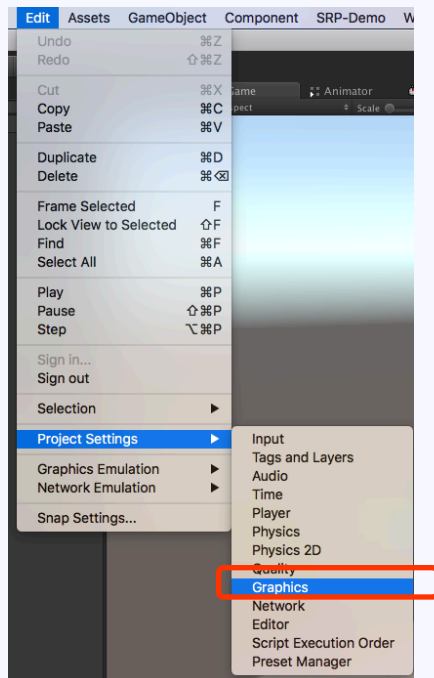 Edit Assets GameObject Component SRP-Demo W
Undo ⌘Z
Redo ⇧⌘Z
Cut ⌘X
Copy ⌘C
Paste ⌘V
Duplicate ⌘D
Delete ⌘⌫
Frame Selected F
Lock View to Selected ⇧F
Find ⌘F
Select All ⌘A
Play ⌘P
Pause ⇧⌘P
Step ⌥⌘P
Sign in...
Sign out
Selection
Project Settings
Graphics Emulation
Network Emulation
Snap Settings...
Game Animator
Scale
Input
Tags and Layers
Audio
Time
Player
Physics
Physics 2D
Quality
Graphics
Network
Editor
Script Execution Order
Preset Manager